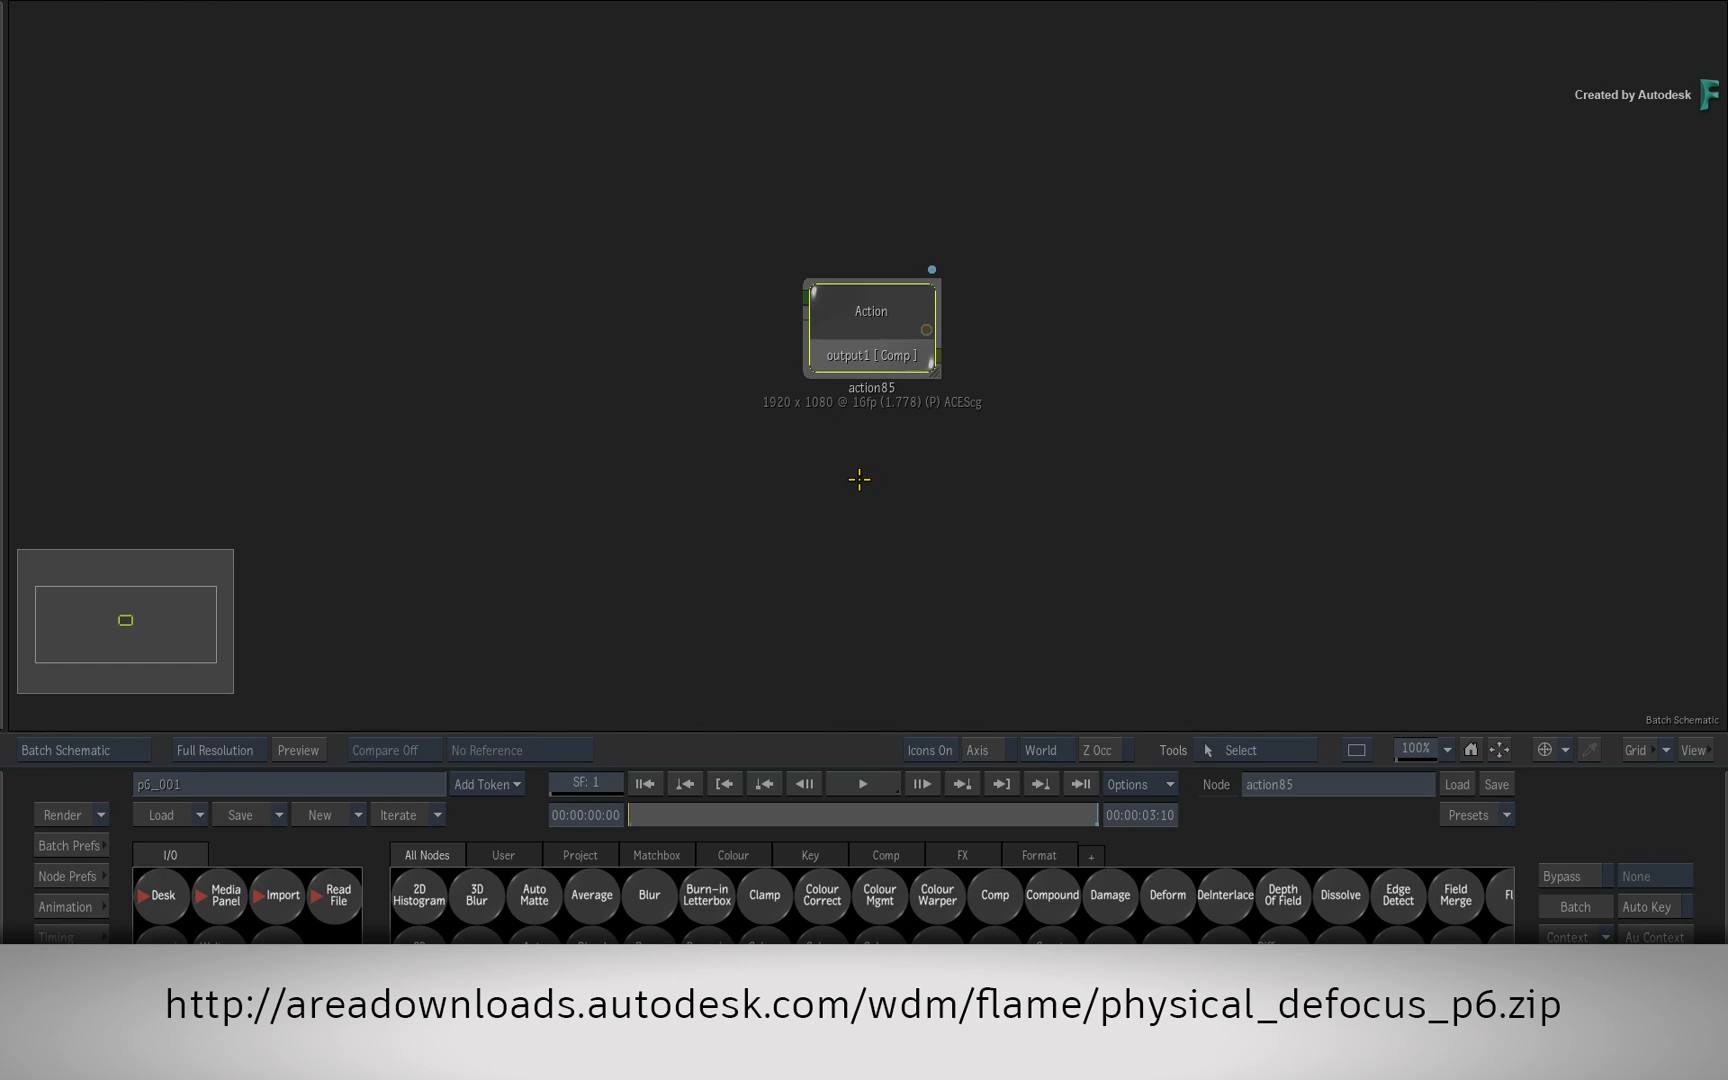 Created by Autodesk
Action
output1 [ Comp ]
action85
1920 x 1080 @ 16fp (1.778) (P) ACEScg
Batch Schematic
Batch Schematic
Full Resolution
Preview
Compare Off
No Reference
Icons On
Axis
World
Z Occ
Tools
Select
100%
Grid
View
p6_001
Add Token
SF: 1
Options
Node
action85
Load
Save
Render
Load
Save
New
Iterate
00:00:00:00
00:00:03:10
Presets
Batch Prefs
I/O
All Nodes
User
Project
Matchbox
Colour
Key
Comp
FX
Format
+
Node Prefs
Desk
Media
Panel
Import
Read
File
2D
Histogram
3D
Blur
Auto
Matte
Average
Blur
Burn-in
Letterbox
Clamp
Colour
Correct
Colour
Mgmt
Colour
Warper
Comp
Compound
Damage
Deform
DeInterlace
Depth
Of Field
Dissolve
Edge
Detect
Field
Merge
Bypass
None
Animation
Batch
Auto Key
Timing
Context
Au Context
http://areadownloads.autodesk.com/wdm/flame/physical_defocus_p6.zip